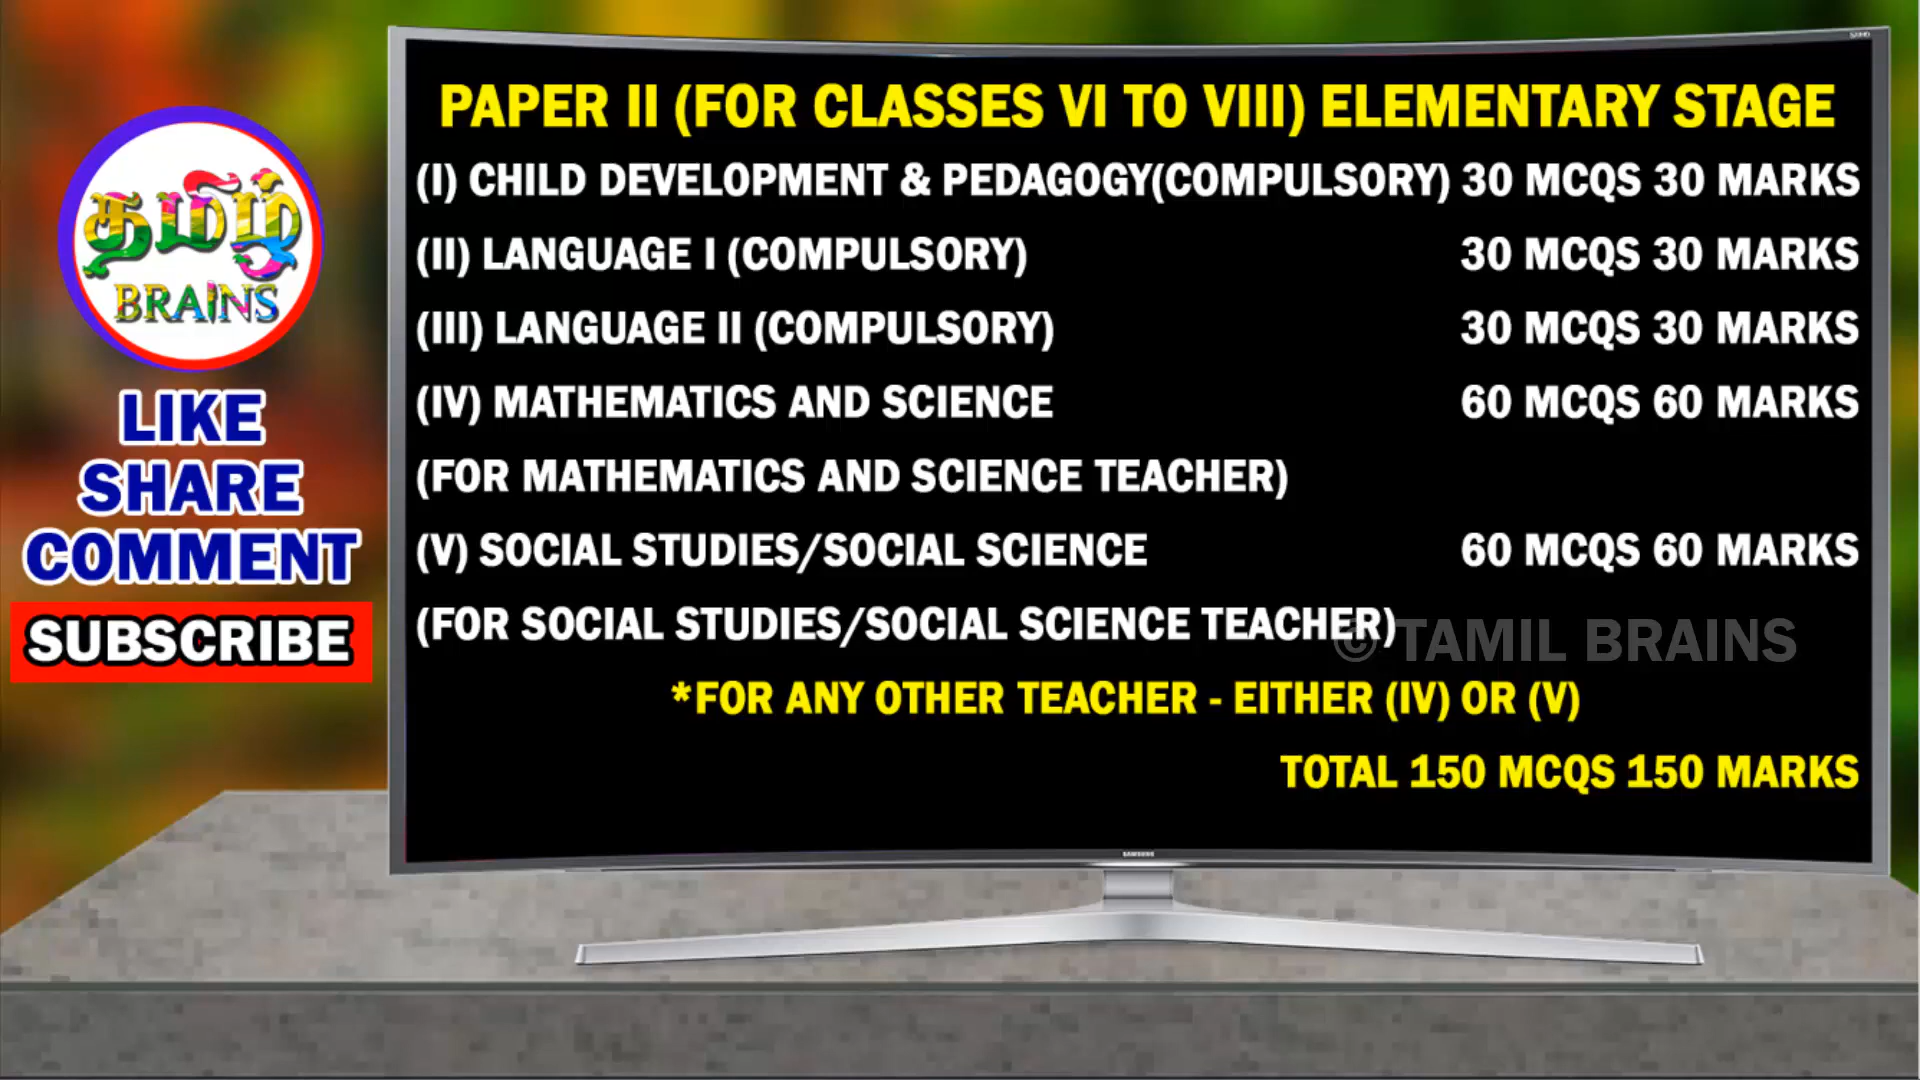 தமிழ்
BRAINS
LIKE
SHARE
COMMENT
SUBSCRIBE
PAPER II (FOR CLASSES VI TO VIII) ELEMENTARY STAGE
(I) CHILD DEVELOPMENT & PEDAGOGY(COMPULSORY) 30 MCQS 30 MARKS
(II) LANGUAGE I (COMPULSORY) 30 MCQS 30 MARKS
(III) LANGUAGE II (COMPULSORY) 30 MCQS 30 MARKS
(IV) MATHEMATICS AND SCIENCE 60 MCQS 60 MARKS
(FOR MATHEMATICS AND SCIENCE TEACHER)
(V) SOCIAL STUDIES/SOCIAL SCIENCE 60 MCQS 60 MARKS
(FOR SOCIAL STUDIES/SOCIAL SCIENCE TEACHER)
© TAMIL BRAINS
*FOR ANY OTHER TEACHER - EITHER (IV) OR (V)
TOTAL 150 MCQS 150 MARKS
SAMSUNG